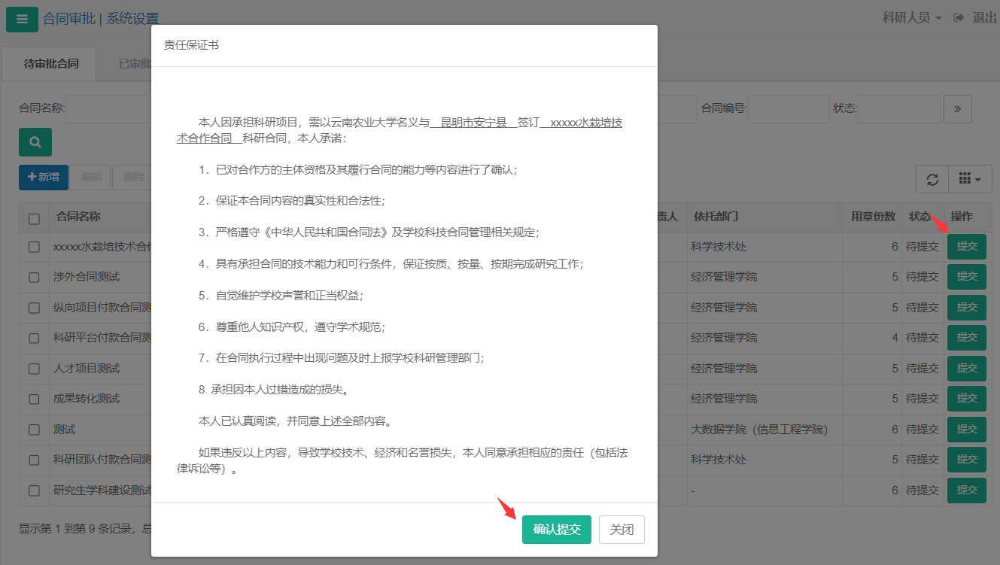 合同审批 | 系统设置
科研人员
退出
责任保证书
待审批合同
已审批
合同名称:
合同编号:
状态:
本人因承担科研项目，需以云南农业大学名义与__昆明市安宁县__签订__xxxxx水栽培技
术合作合同__科研合同，本人承诺：
1．已对合作方的主体资格及其履行合同的能力等内容进行了确认；
2．保证本合同内容的真实性和合法性；
3．严格遵守《中华人民共和国合同法》及学校科技合同管理相关规定；
4．具有承担合同的技术能力和可行条件，保证按质、按量、按期完成研究工作；
5．自觉维护学校声誉和正当权益；
6．尊重他人知识产权，遵守学术规范；
7．在合同执行过程中出现问题及时上报学校科研管理部门；
8. 承担因本人过错造成的损失。
本人已认真阅读，并同意上述全部内容。
如果违反以上内容，导致学校技术、经济和名誉损失，本人同意承担相应的责任（包括法
律诉讼等）。
确认提交
关闭
新增
编辑
删除
合同名称
责人
依托部门
用章份数
状态
操作
xxxxx水栽培技术合作
科学技术处
6
待提交
提交
涉外合同测试
经济管理学院
5
待提交
提交
纵向项目付款合同测
经济管理学院
5
待提交
提交
科研平台付款合同测
经济管理学院
4
待提交
提交
人才项目测试
经济管理学院
5
待提交
提交
成果转化测试
经济管理学院
5
待提交
提交
测试
大数据学院（信息工程学院）
6
待提交
提交
科研团队付款合同测
科学技术处
5
待提交
提交
研究生学科建设测试
-
6
待提交
提交
显示第 1 到第 9 条记录，总